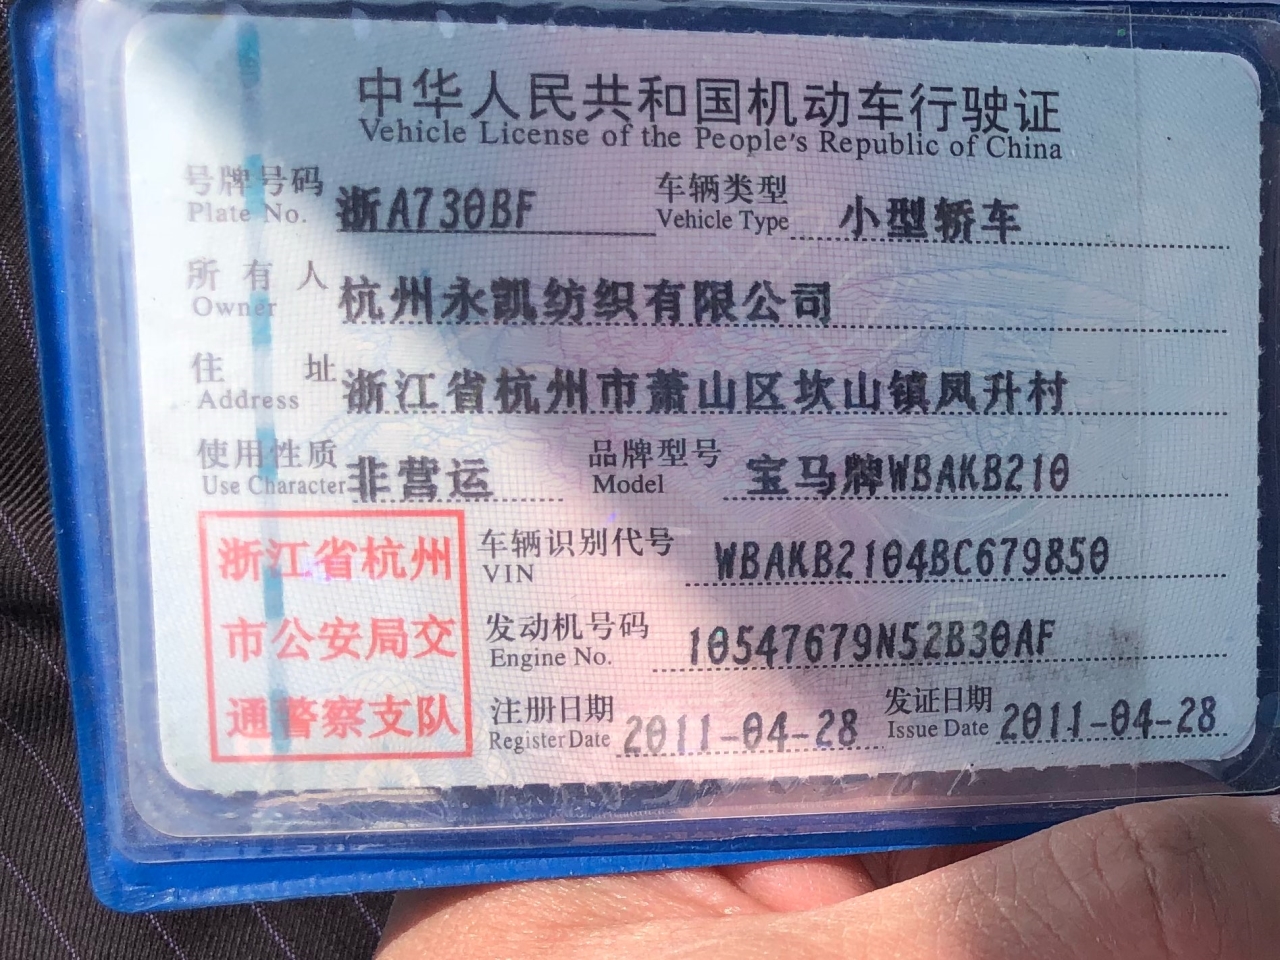 中华人民共和国机动车行驶证
Vehicle License of the People's Republic of China
号牌号码 浙A730BF 车辆类型 小型轿车
Plate No. Vehicle Type
所有人 杭州永凯纺织有限公司
Owner
住址 浙江省杭州市萧山区坎山镇凤升村
Address
使用性质 非营运 品牌型号 宝马牌WBAKB210
Use Character Model
浙江省杭州
市公安局交
通警察支队
车辆识别代号 WBAKB2104BC679850
VIN
发动机号码 10547679N52B30AF
Engine No.
注册日期 2011-04-28 发证日期 2011-04-28
Register Date Issue Date